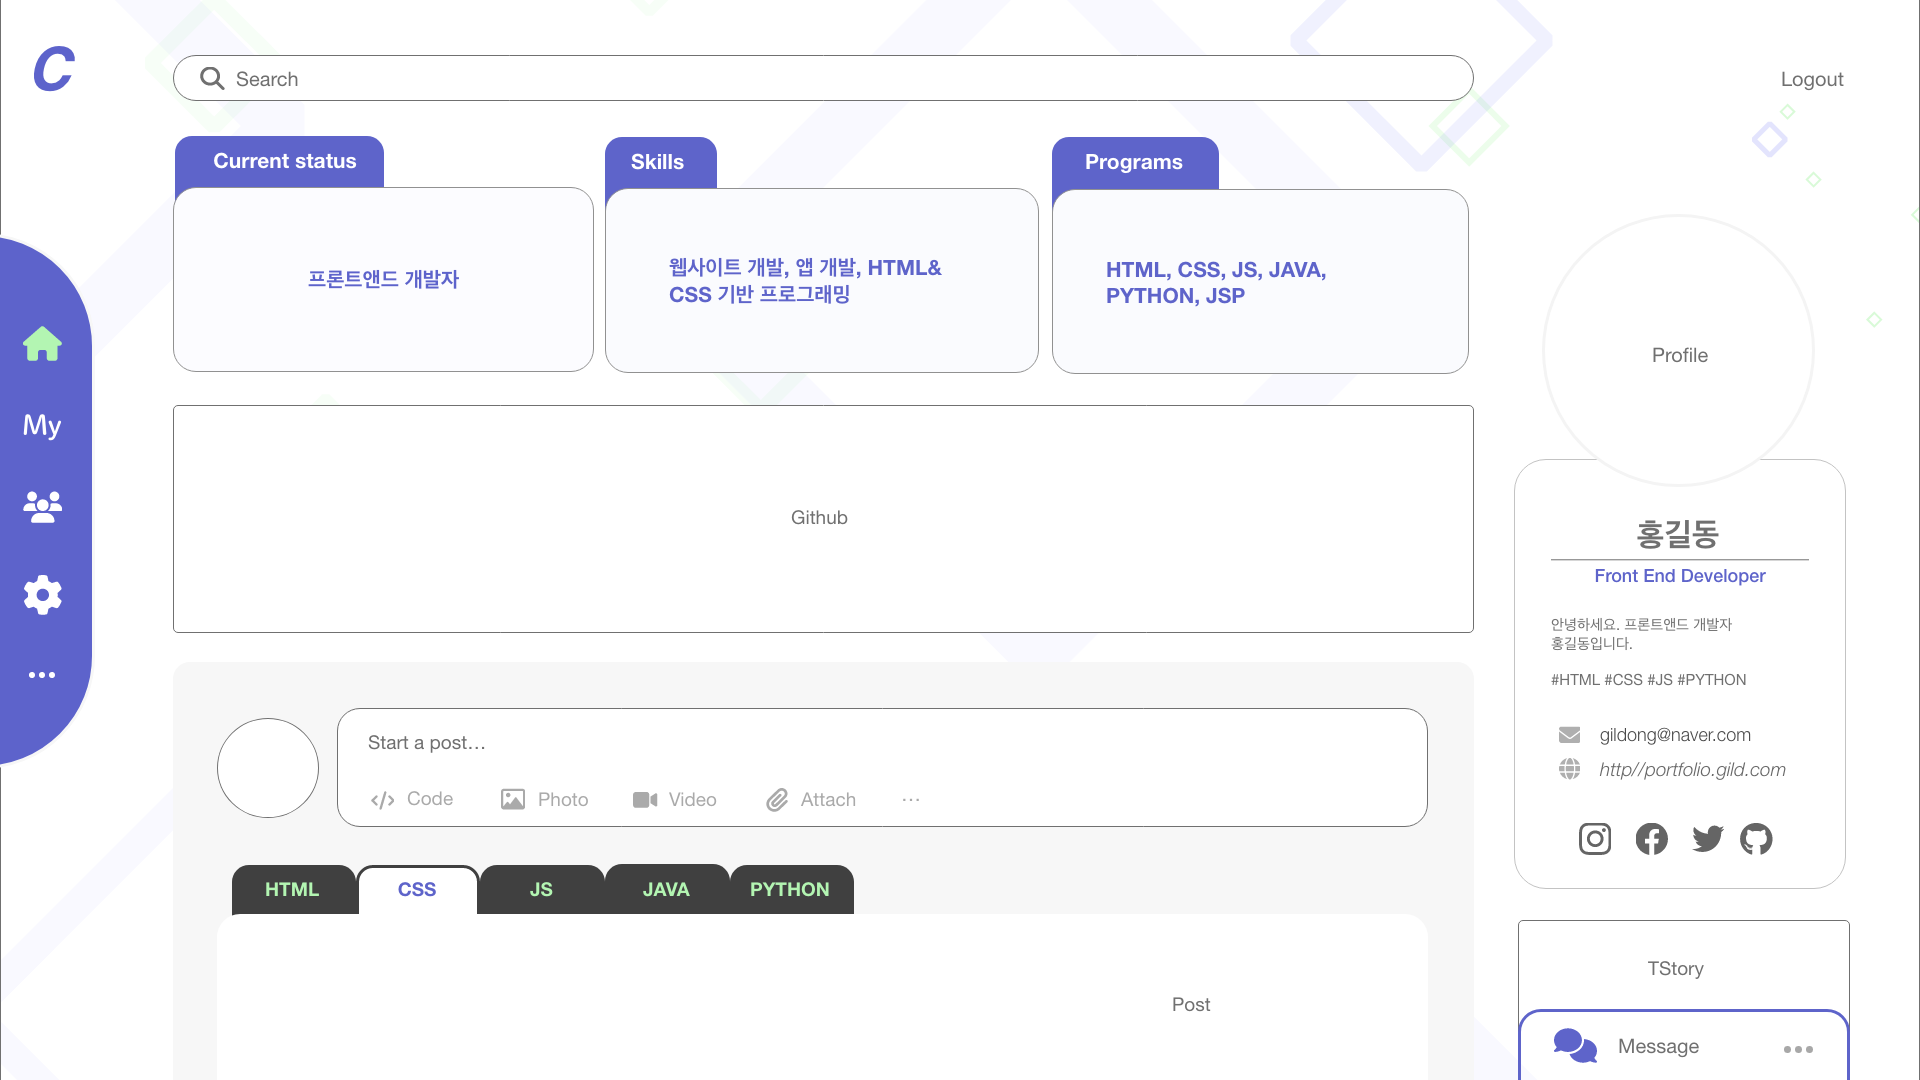 C
Search
Logout
Current status
Skills
Programs
프론트앤드 개발자
웹사이트 개발, 앱 개발, HTML&
CSS 기반 프로그래밍
HTML, CSS, JS, JAVA,
PYTHON, JSP
My
Github
Profile
홍길동
Front End Developer
안녕하세요. 프론트앤드 개발자
홍길동입니다.
#HTML #CSS #JS #PYTHON
gildong@naver.com
http//portfolio.gild.com
Start a post...
Code
Photo
Video
Attach
...
HTML
CSS
JS
JAVA
PYTHON
Post
TStory
Message